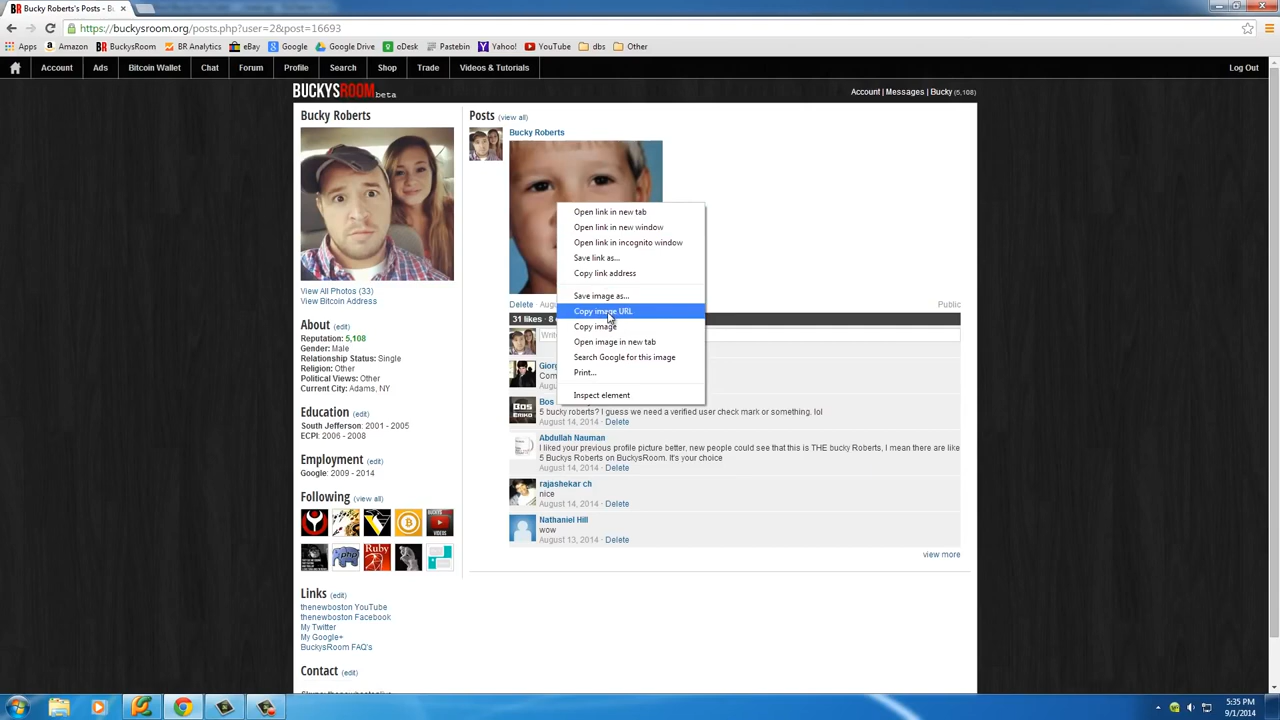 Bucky Roberts's Posts - Bu
https://buckysroom.org/posts.php?user=2&post=16693
Apps Amazon BuckysRoom BR Analytics eBay Google Google Drive oDesk Pastebin Yahoo! YouTube dbs Other
Account Ads Bitcoin Wallet Chat Forum Profile Search Shop Trade Videos & Tutorials Log Out
BUCKYSROOM beta
Account | Messages | Bucky (5,108)
Bucky Roberts
View All Photos (33)
View Bitcoin Address
About (edit)
Reputation: 5,108
Gender: Male
Relationship Status: Single
Religion: Other
Political Views: Other
Current City: Adams, NY
Education (edit)
South Jefferson: 2001 - 2005
ECPI: 2006 - 2008
Employment (edit)
Google: 2009 - 2014
Following (view all)
BUCKYS
VIDEOS
php
Ruby
Links (edit)
thenewboston YouTube
thenewboston Facebook
My Twitter
My Google+
BuckysRoom FAQ's
Contact (edit)
Posts (view all)
Bucky Roberts
Open link in new tab
Open link in new window
Open link in incognito window
Save link as...
Copy link address
Save image as...
Copy image URL
Copy image
Open image in new tab
Search Google for this image
Print...
Inspect element
Delete Public
31 likes · 8
Giorg
Com
Bos
5 bucky roberts? I guess we need a verified user check mark or something. lol
August 14, 2014 · Delete
Abdullah Nauman
I liked your previous profile picture better, new people could see that this is THE bucky Roberts, I mean there are like
5 Buckys Roberts on BuckysRoom. It's your choice
August 14, 2014 · Delete
rajashekar ch
nice
August 14, 2014 · Delete
Nathaniel Hill
wow
August 13, 2014 · Delete
view more
5:35 PM
9/1/2014